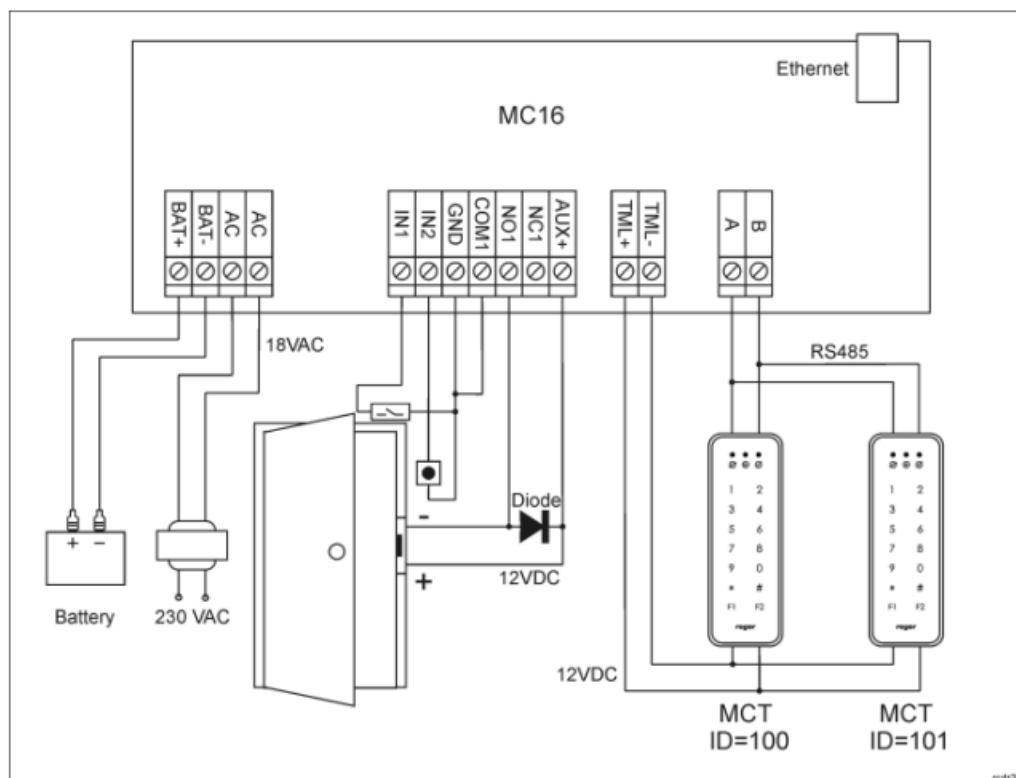 Ethernet
MC16
BAT+ BAT- AC AC
IN1 IN2 GND COM1 NO1 NC1 AUX+
TML+ TML-
A B
18VAC
RS485
Diode
-
+
12VDC
+ -
Battery
230 VAC
1 2
3 4
5 6
7 8
9 0
* #
F1 F2
roger
1 2
3 4
5 6
7 8
9 0
* #
F1 F2
roger
12VDC
MCT
ID=100
MCT
ID=101